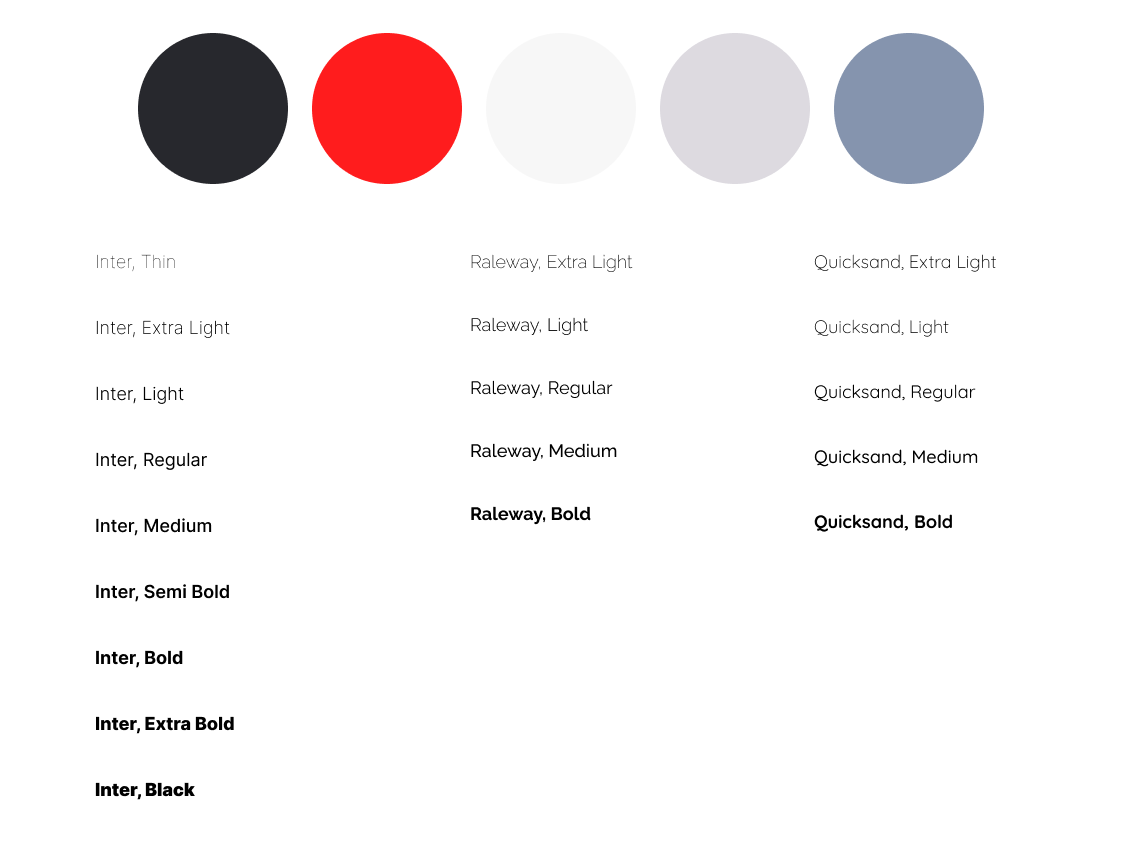 Inter, Thin
Inter, Extra Light
Inter, Light
Inter, Regular
Inter, Medium
Inter, Semi Bold
Inter, Bold
Inter, Extra Bold
Inter, Black
Raleway, Extra Light
Raleway, Light
Raleway, Regular
Raleway, Medium
Raleway, Bold
Quicksand, Extra Light
Quicksand, Light
Quicksand, Regular
Quicksand, Medium
Quicksand, Bold